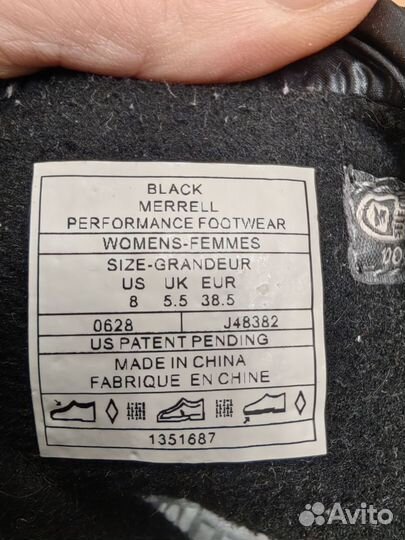 BLACK
MERRELL
PERFORMANCE FOOTWEAR
WOMENS-FEMMES
SIZE-GRANDEUR
US UK EUR
8 5.5 38.5
0628 J48382
US PATENT PENDING
MADE IN CHINA
FABRIQUE EN CHINE
1351687
Avito